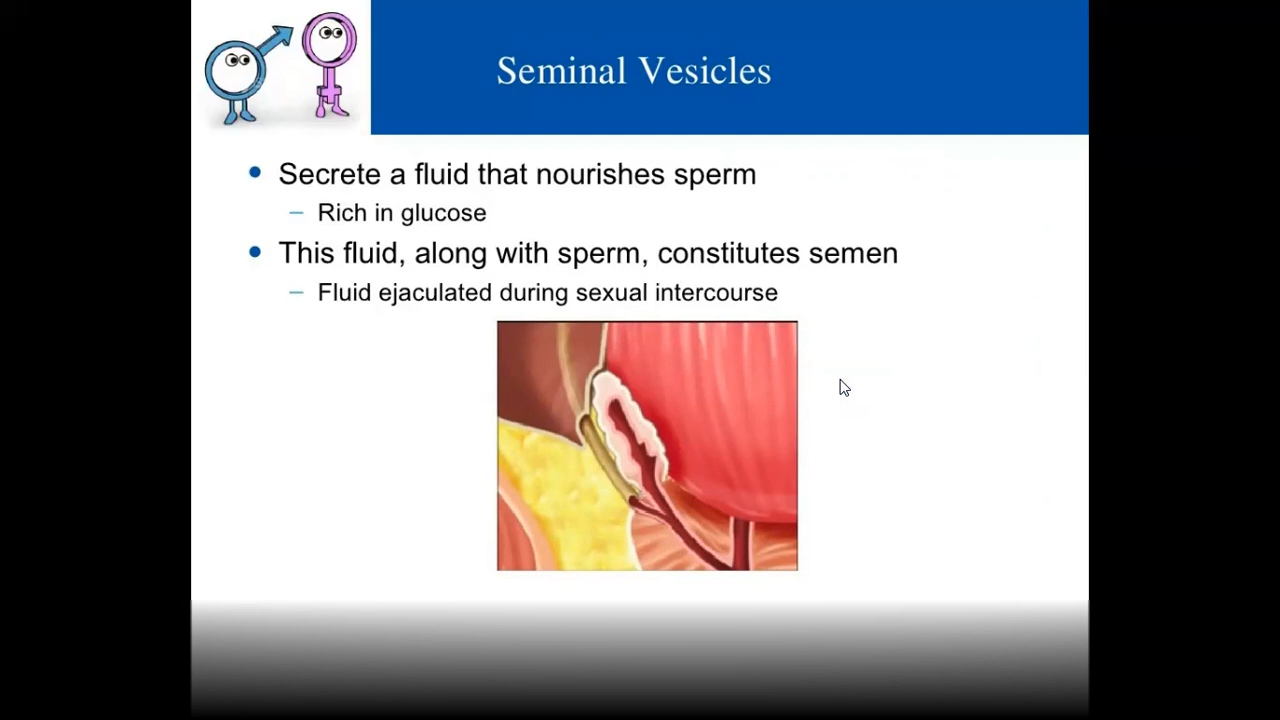 Seminal Vesicles
• Secrete a fluid that nourishes sperm
– Rich in glucose
• This fluid, along with sperm, constitutes semen
– Fluid ejaculated during sexual intercourse